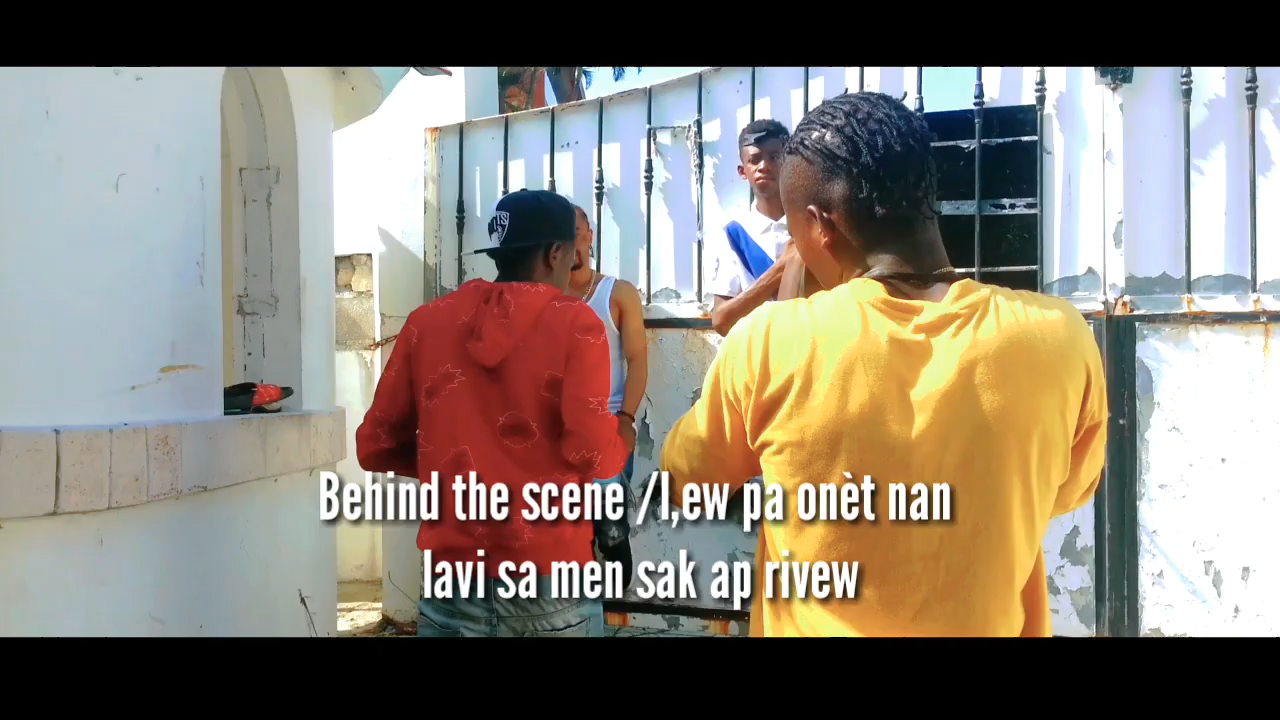 Behind the scene /l,ew pa onèt nan
lavi sa men sak ap rivew